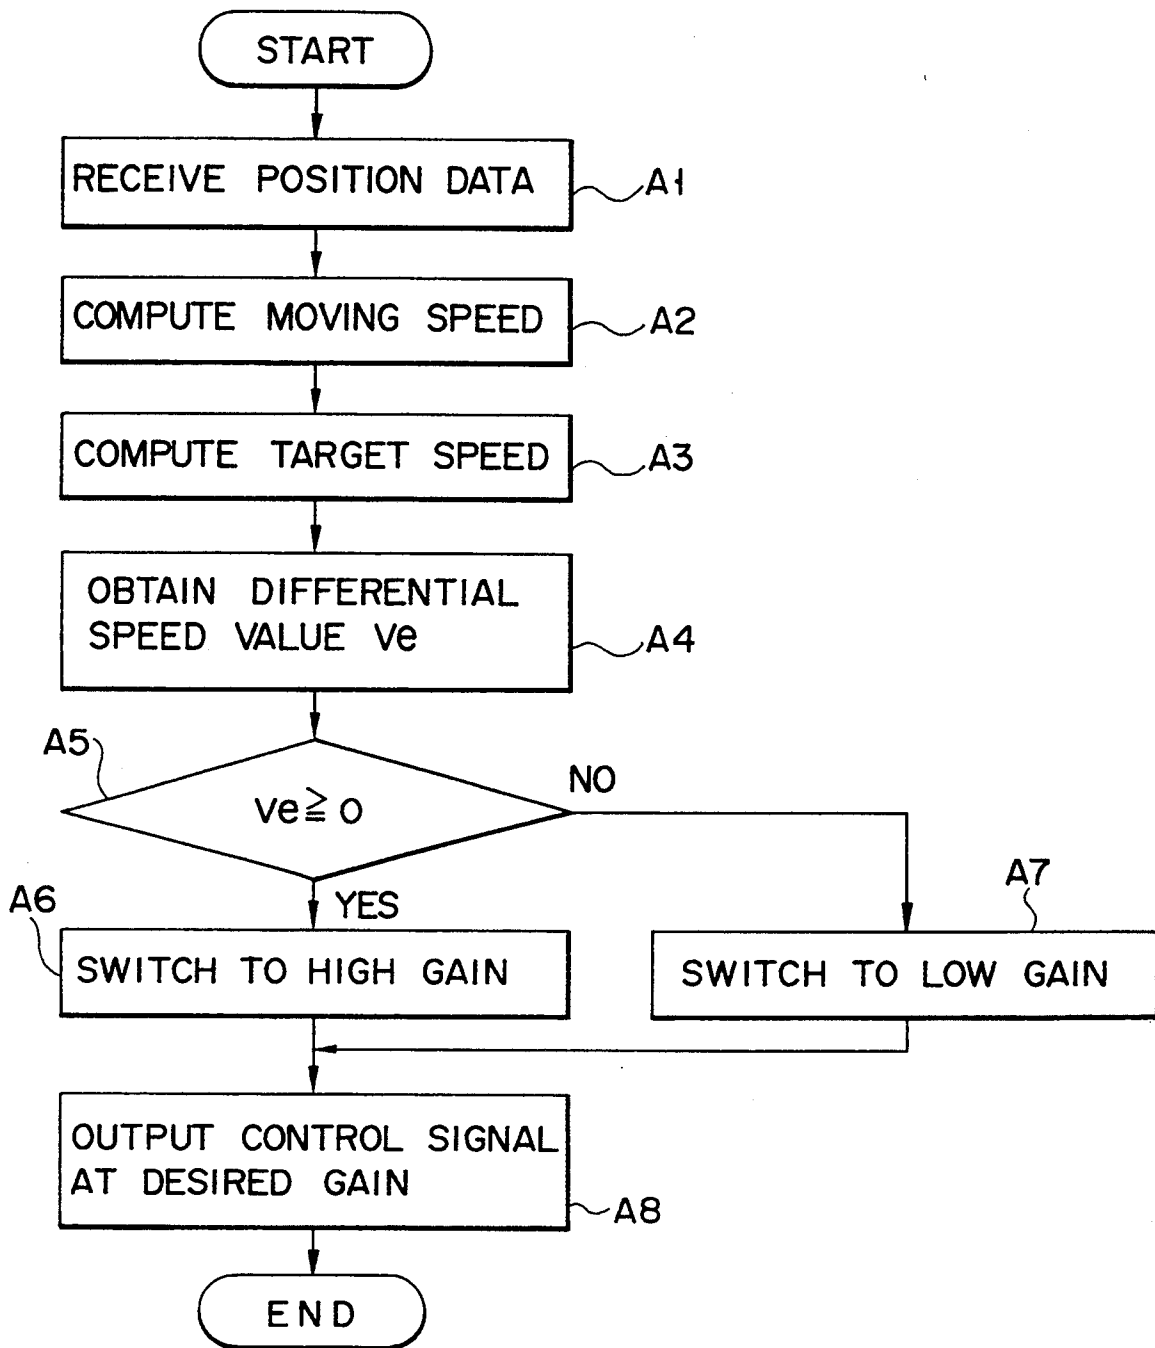 START
RECEIVE POSITION DATA
A1
COMPUTE MOVING SPEED
A2
COMPUTE TARGET SPEED
A3
OBTAIN DIFFERENTIAL
SPEED VALUE Ve
A4
A5
Ve ≧ 0
NO
YES
A6
SWITCH TO HIGH GAIN
A7
SWITCH TO LOW GAIN
OUTPUT CONTROL SIGNAL
AT DESIRED GAIN
A8
END